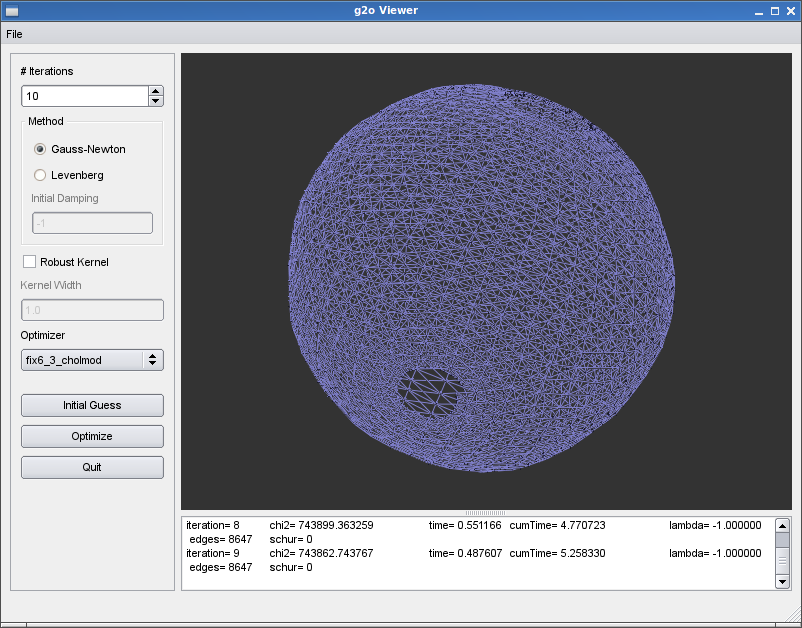 g2o Viewer
File
# Iterations
10
Method
Gauss-Newton
Levenberg
Initial Damping
-1
Robust Kernel
Kernel Width
1.0
Optimizer
fix6_3_cholmod
Initial Guess
Optimize
Quit
iteration= 8 chi2= 743899.363259 time= 0.551166 cumTime= 4.770723 lambda= -1.000000
edges= 8647 schur= 0
iteration= 9 chi2= 743862.743767 time= 0.487607 cumTime= 5.258330 lambda= -1.000000
edges= 8647 schur= 0